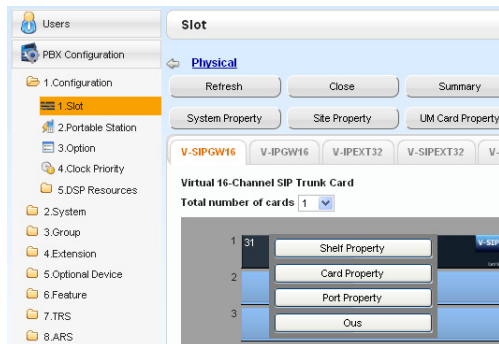 Users
Slot
PBX Configuration
Physical
1.Configuration
Refresh
Close
Summary
1.Slot
2.Portable Station
System Property
Site Property
UM Card Property
3.Option
V-SIPGW16
V-IPGW16
V-IPEXT32
V-SIPEXT32
V-
4.Clock Priority
5.DSP Resources
Virtual 16-Channel SIP Trunk Card
2.System
Total number of cards 1
3.Group
4.Extension
1 31
Shelf Property
V-SIP
5.Optional Device
2
Card Property
6.Feature
Port Property
7.TRS
3
Ous
8.ARS